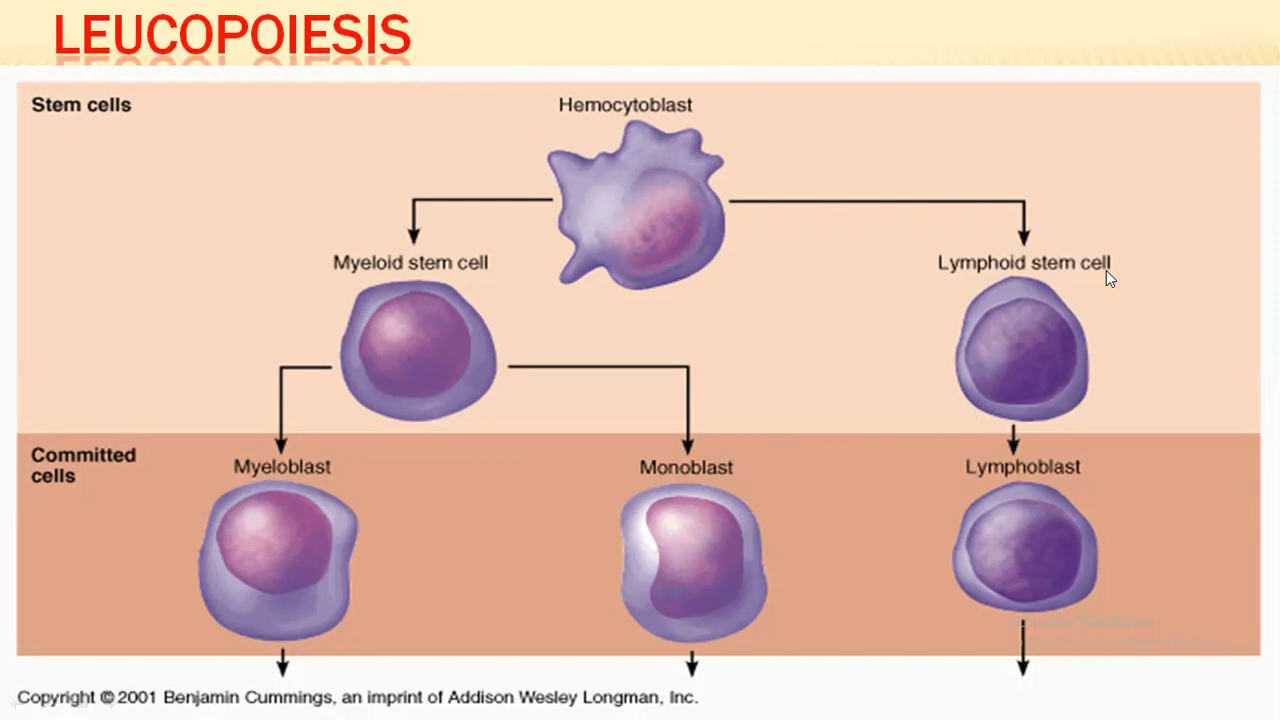 LEUCOPOIESIS
Stem cells
Hemocytoblast
Myeloid stem cell
Lymphoid stem cell
Committed
cells
Myeloblast
Monoblast
Lymphoblast
Copyright © 2001 Benjamin Cummings, an imprint of Addison Wesley Longman, Inc.